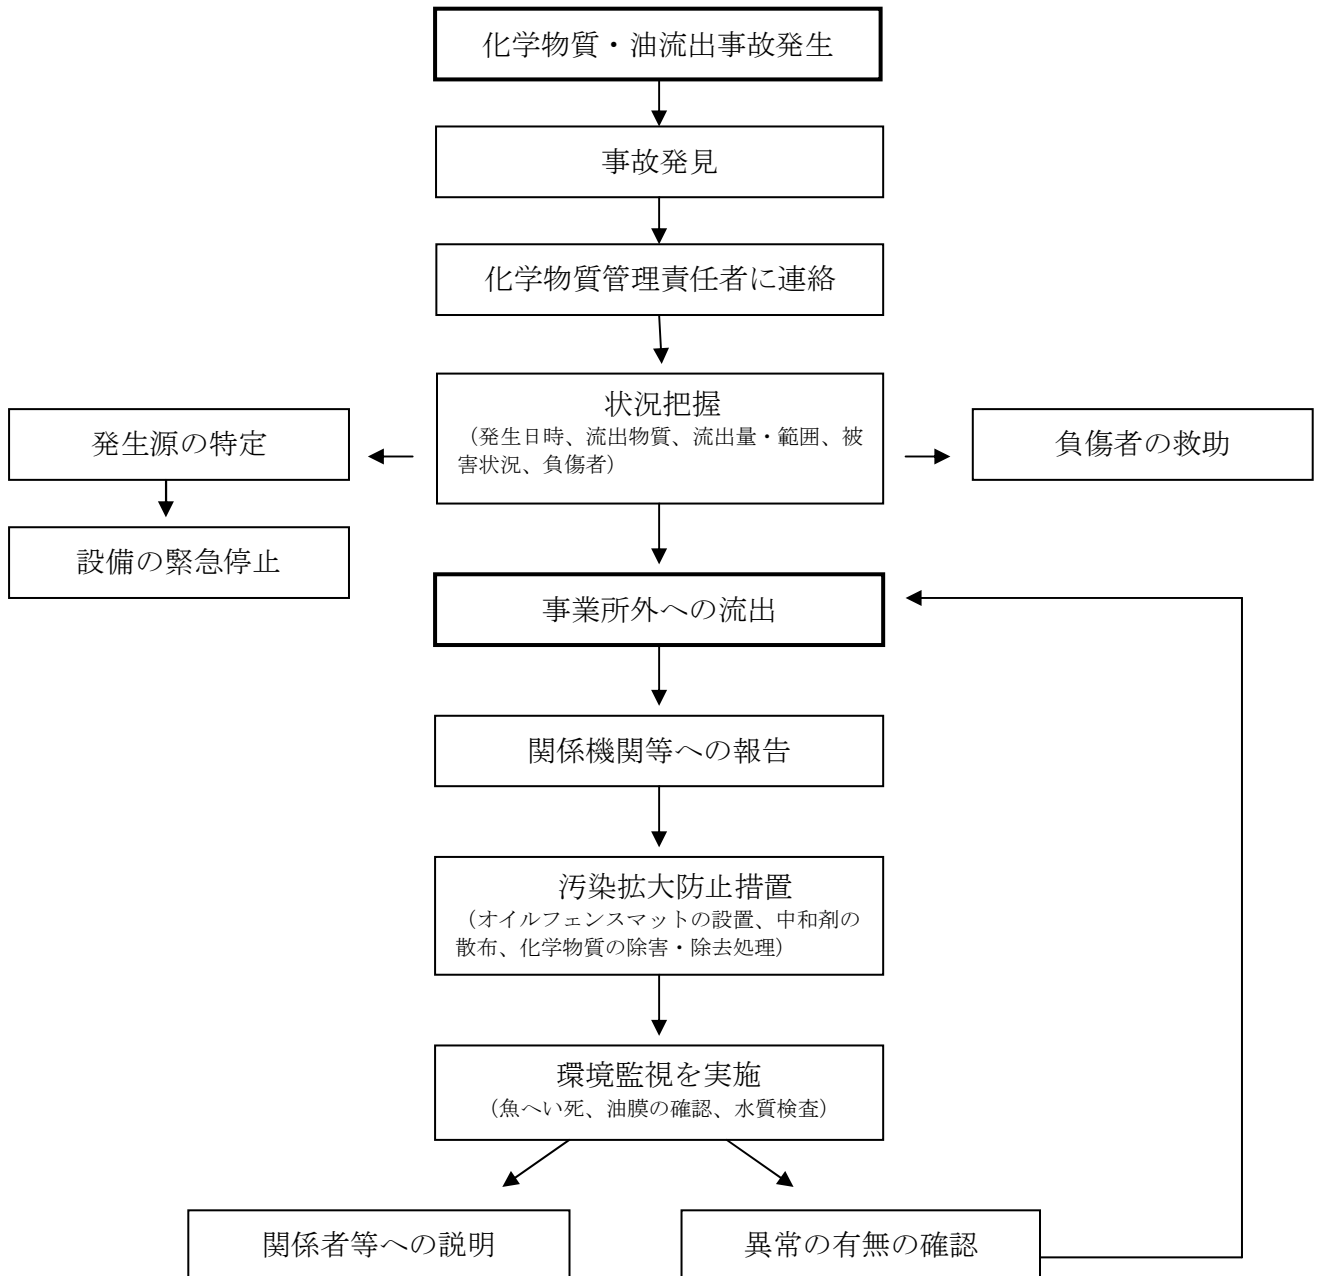 化学物質・油流出事故発生
事故発見
化学物質管理責任者に連絡
状況把握
（発生日時、流出物質、流出量・範囲、被
害状況、負傷者）
発生源の特定
負傷者の救助
設備の緊急停止
事業所外への流出
関係機関等への報告
汚染拡大防止措置
（オイルフェンスマットの設置、中和剤の
散布、化学物質の除害・除去処理）
環境監視を実施
（魚へい死、油膜の確認、水質検査）
関係者等への説明
異常の有無の確認